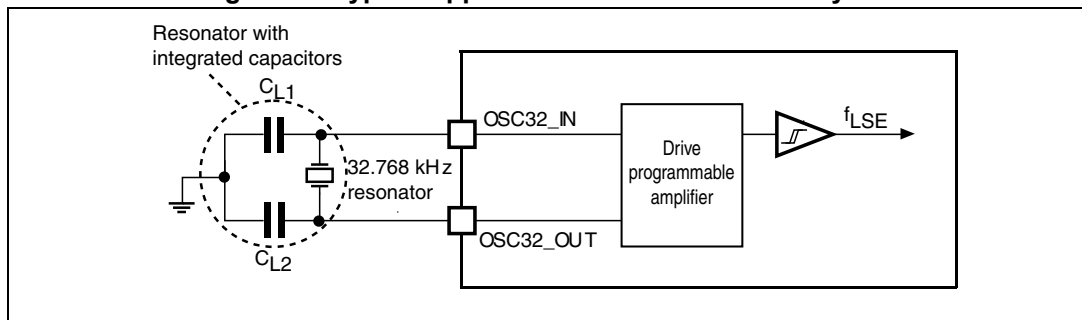 Resonator with
integrated capacitors
CL1
OSC32_IN
fLSE
32.768 kHz
resonator
Drive
programmable
amplifier
OSC32_OUT
CL2